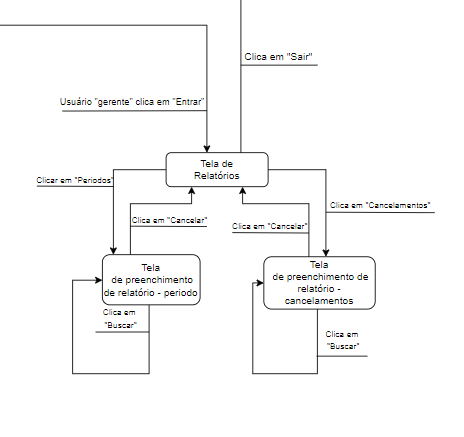 Clica em "Sair"
Usuário "gerente" clica em "Entrar"
Tela de
Relatórios
Clicar em "Periodos"
Clica em "Cancelamentos"
Clica em "Cancelar"
Clica em "Cancelar"
Tela
de preenchimento
de relatório - periodo
Tela
de preenchimento de
relatório -
cancelamentos
Clica em
"Buscar"
Clica em
"Buscar"